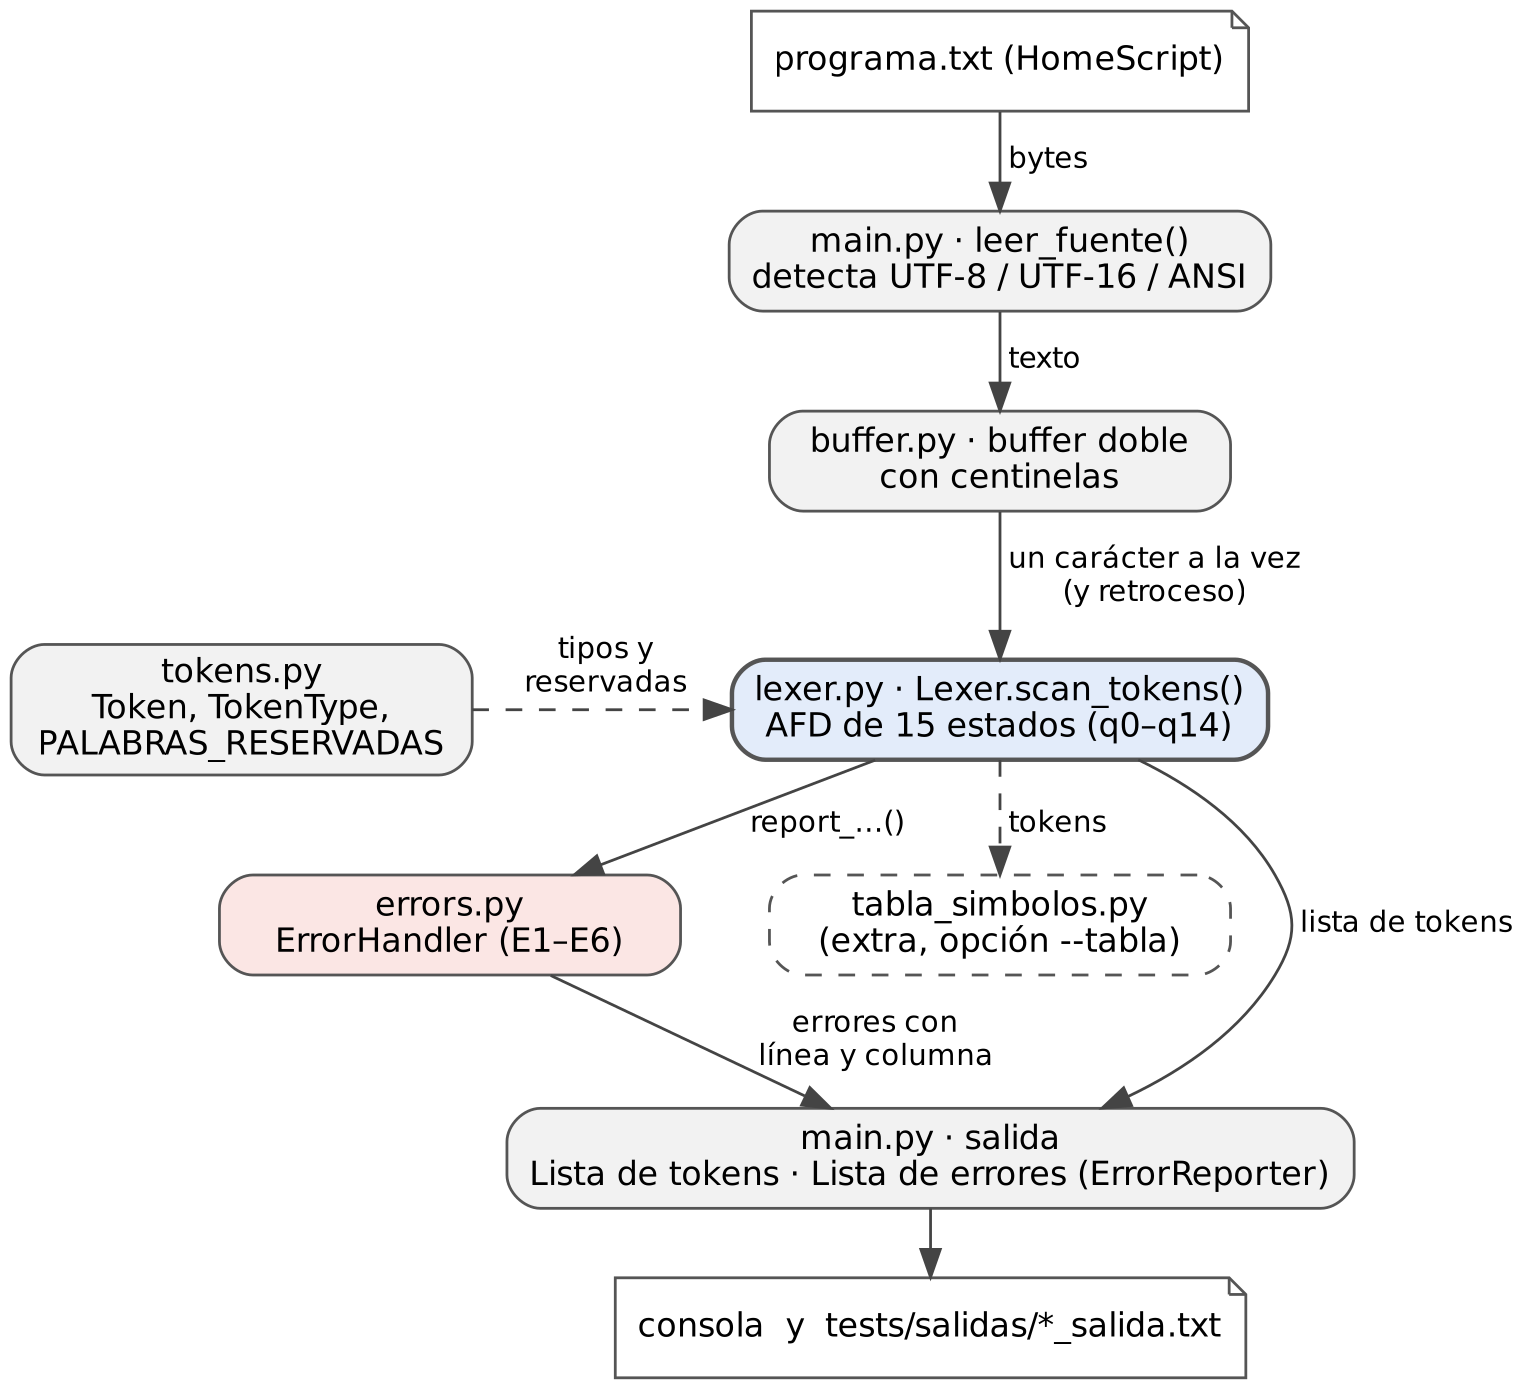 programa.txt (HomeScript)
bytes
main.py · leer_fuente()
detecta UTF-8 / UTF-16 / ANSI
texto
buffer.py · buffer doble
con centinelas
un carácter a la vez
(y retroceso)
tokens.py
Token, TokenType,
PALABRAS_RESERVADAS
tipos y
reservadas
lexer.py · Lexer.scan_tokens()
AFD de 15 estados (q0–q14)
report_...()
tokens
errors.py
ErrorHandler (E1–E6)
tabla_simbolos.py
(extra, opción --tabla)
lista de tokens
errores con
línea y columna
main.py · salida
Lista de tokens · Lista de errores (ErrorReporter)
consola  y  tests/salidas/*_salida.txt